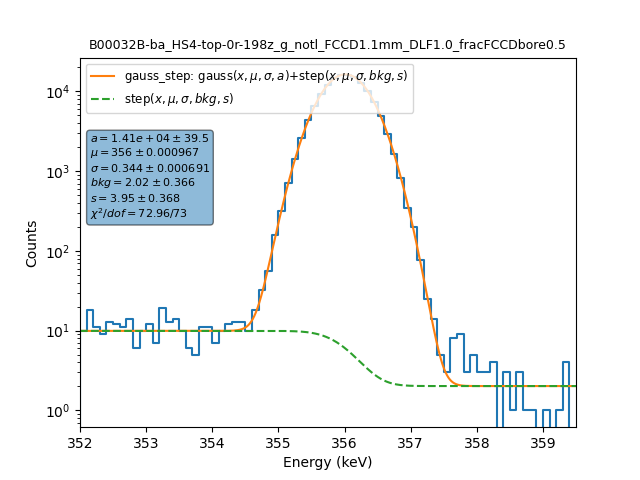 B00032B-ba_HS4-top-0r-198z_g_notl_FCCD1.1mm_DLF1.0_fracFCCDbore0.5
gauss_step: gauss(x, μ, σ, a)+step(x, μ, σ, bkg, s)
step(x, μ, σ, bkg, s)
a = 1.41e + 04 ± 39.5
μ = 356 ± 0.000967
σ = 0.344 ± 0.000691
bkg = 2.02 ± 0.366
s = 3.95 ± 0.368
χ²/dof = 72.96/73
Counts
10⁴
10³
10²
10¹
10⁰
352 353 354 355 356 357 358 359
Energy (keV)